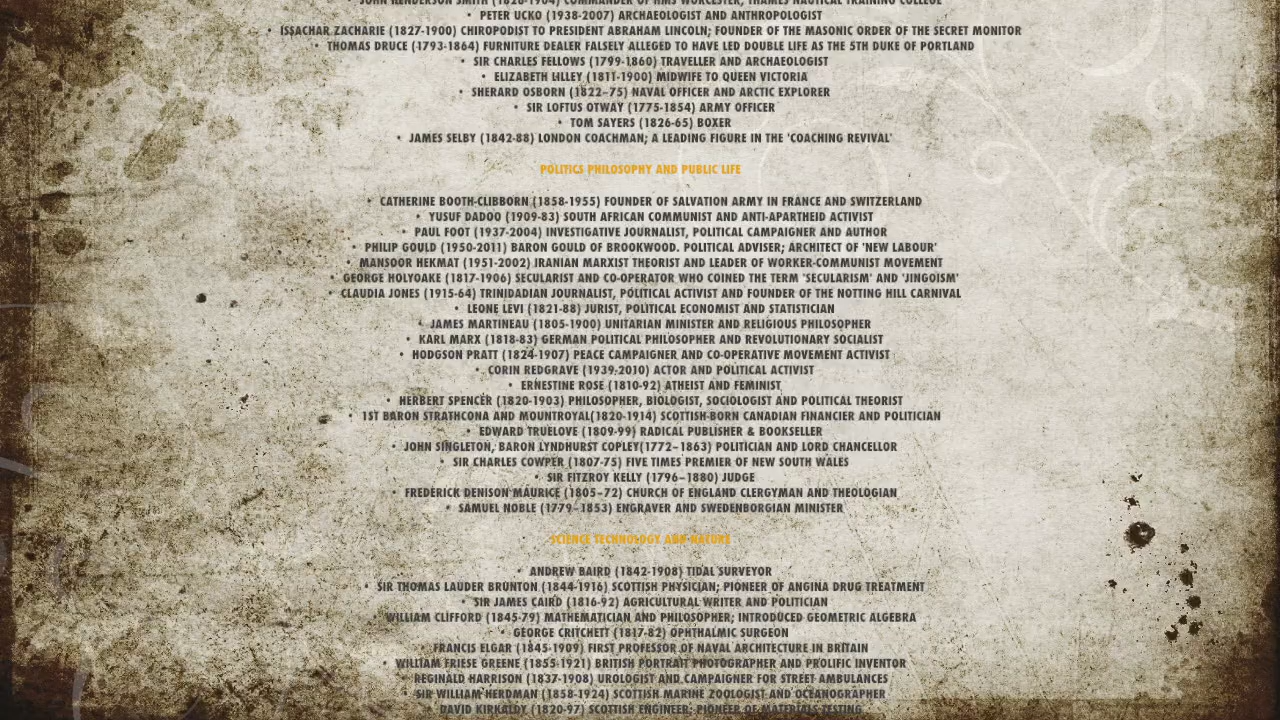 JOHN HENDERSON SMITH (1828-1904) COMMANDER OF HMS WORCESTER, THAMES NAUTICAL TRAINING COLLEGE
• PETER UCKO (1938-2007) ARCHAEOLOGIST AND ANTHROPOLOGIST
• ISSACHAR ZACHARIE (1827-1900) CHIROPODIST TO PRESIDENT ABRAHAM LINCOLN; FOUNDER OF THE MASONIC ORDER OF THE SECRET MONITOR
• THOMAS DRUCE (1793-1864) FURNITURE DEALER FALSELY ALLEGED TO HAVE LED DOUBLE LIFE AS THE 5TH DUKE OF PORTLAND
• SIR CHARLES FELLOWS (1799-1860) TRAVELLER AND ARCHAEOLOGIST
• ELIZABETH LILLEY (1811-1900) MIDWIFE TO QUEEN VICTORIA
• SHERARD OSBORN (1822–75) NAVAL OFFICER AND ARCTIC EXPLORER
• SIR LOFTUS OTWAY (1775-1854) ARMY OFFICER
• TOM SAYERS (1826-65) BOXER
• JAMES SELBY (1842-88) LONDON COACHMAN; A LEADING FIGURE IN THE 'COACHING REVIVAL'
POLITICS PHILOSOPHY AND PUBLIC LIFE
• CATHERINE BOOTH-CLIBBORN (1858-1955) FOUNDER OF SALVATION ARMY IN FRANCE AND SWITZERLAND
• YUSUF DADOO (1909-83) SOUTH AFRICAN COMMUNIST AND ANTI-APARTHEID ACTIVIST
• PAUL FOOT (1937-2004) INVESTIGATIVE JOURNALIST, POLITICAL CAMPAIGNER AND AUTHOR
• PHILIP GOULD (1950-2011) BARON GOULD OF BROOKWOOD. POLITICAL ADVISER; ARCHITECT OF 'NEW LABOUR'
• MANSOOR HEKMAT (1951-2002) IRANIAN MARXIST THEORIST AND LEADER OF WORKER-COMMUNIST MOVEMENT
• GEORGE HOLYOAKE (1817-1906) SECULARIST AND CO-OPERATOR WHO COINED THE TERM 'SECULARISM' AND 'JINGOISM'
• CLAUDIA JONES (1915-64) TRINIDADIAN JOURNALIST, POLITICAL ACTIVIST AND FOUNDER OF THE NOTTING HILL CARNIVAL
• LEONE LEVI (1821-88) JURIST, POLITICAL ECONOMIST AND STATISTICIAN
• JAMES MARTINEAU (1805-1900) UNITARIAN MINISTER AND RELIGIOUS PHILOSOPHER
• KARL MARX (1818-83) GERMAN POLITICAL PHILOSOPHER AND REVOLUTIONARY SOCIALIST
• HODGSON PRATT (1824-1907) PEACE CAMPAIGNER AND CO-OPERATIVE MOVEMENT ACTIVIST
• CORIN REDGRAVE (1939-2010) ACTOR AND POLITICAL ACTIVIST
• ERNESTINE ROSE (1810-92) ATHEIST AND FEMINIST
• HERBERT SPENCER (1820-1903) PHILOSOPHER, BIOLOGIST, SOCIOLOGIST AND POLITICAL THEORIST
• 1ST BARON STRATHCONA AND MOUNTROYAL(1820-1914) SCOTTISH-BORN CANADIAN FINANCIER AND POLITICIAN
• EDWARD TRUELOVE (1809-99) RADICAL PUBLISHER & BOOKSELLER
• JOHN SINGLETON, BARON LYNDHURST COPLEY(1772–1863) POLITICIAN AND LORD CHANCELLOR
• SIR CHARLES COWPER (1807-75) FIVE TIMES PREMIER OF NEW SOUTH WALES
• SIR FITZROY KELLY (1796–1880) JUDGE
• FREDERICK DENISON MAURICE (1805–72) CHURCH OF ENGLAND CLERGYMAN AND THEOLOGIAN
• SAMUEL NOBLE (1779–1853) ENGRAVER AND SWEDENBORGIAN MINISTER
SCIENCE TECHNOLOGY AND NATURE
• ANDREW BAIRD (1842-1908) TIDAL SURVEYOR
• SIR THOMAS LAUDER BRUNTON (1844-1916) SCOTTISH PHYSICIAN; PIONEER OF ANGINA DRUG TREATMENT
• SIR JAMES CAIRD (1816-92) AGRICULTURAL WRITER AND POLITICIAN
• WILLIAM CLIFFORD (1845-79) MATHEMATICIAN AND PHILOSOPHER; INTRODUCED GEOMETRIC ALGEBRA
• GEORGE CRITCHETT (1817-82) OPHTHALMIC SURGEON
• FRANCIS ELGAR (1845-1909) FIRST PROFESSOR OF NAVAL ARCHITECTURE IN BRITAIN
• WILLIAM FRIESE GREENE (1855-1921) BRITISH PORTRAIT PHOTOGRAPHER AND PROLIFIC INVENTOR
• REGINALD HARRISON (1837-1908) UROLOGIST AND CAMPAIGNER FOR STREET AMBULANCES
• SIR WILLIAM HERDMAN (1858-1924) SCOTTISH MARINE ZOOLOGIST AND OCEANOGRAPHER
• DAVID KIRKALDY (1820-97) SCOTTISH ENGINEER; PIONEER OF MATERIALS TESTING